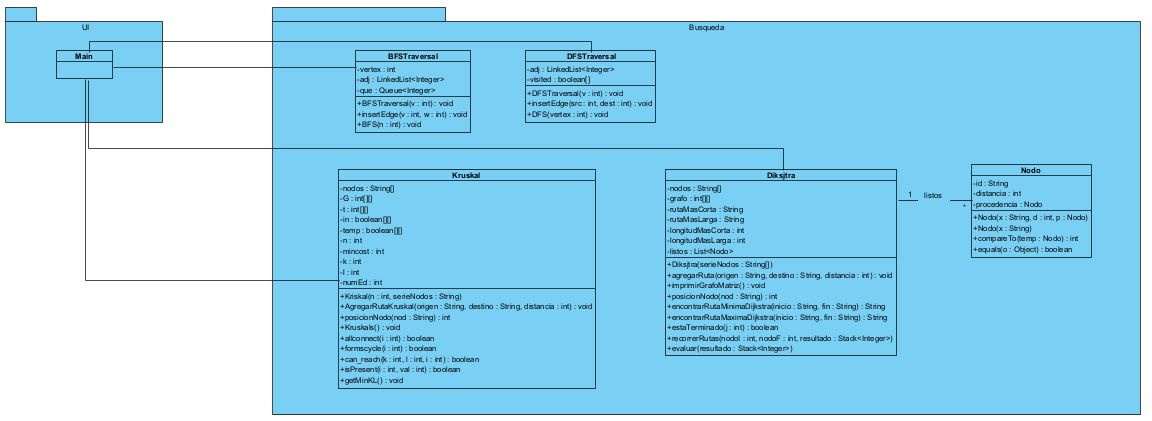 UI
Main
Busqueda
BFSTraversal
-vertex : int
-adj : LinkedList<Integer>
-que : Queue<Integer>
+BFSTraversal(v : int) : void
+insertEdge(v : int, w : int) : void
+BFS(n : int) : void
DFSTraversal
-adj : LinkedList<Integer>
-visited : boolean[]
+DFSTraversal(v : int) : void
+insertEdge(src : int, dest : int) : void
+DFS(vertex : int) : void
Kruskal
-nodos : String[]
-G : int[][]
-t : int[][]
-in : boolean[][]
-temp : boolean[][]
-n : int
-mincost : int
-k : int
-l : int
-numEd : int
+Kriskal(n : int, serieNodos : String)
+AgregarRutaKruskal(origen : String, destino : String, distancia : int) : void
+posicionNodo(nod : String) : int
+Kruskals() : void
+allconnect(i : int) : boolean
+formscycle(i : int) : boolean
+can_reach(k : int, l : int, i : int) : boolean
+isPresent(i : int, val : int) : boolean
+getMinKL() : void
Diksjtra
-nodos : String[]
-grafo : int[][]
-rutaMasCorta : String
-rutaMasLarga : String
-longitudMasCorta : int
-longitudMasLarga : int
-listos : List<Nodo>
+Diksjtra(serieNodos : String[])
+agregarRuta(origen : String, destino : String, distancia : int) : void
+imprimirGrafoMatriz() : void
+posicionNodo(nod : String) : int
+encontrarRutaMinimaDijkstra(inicio : String, fin : String) : String
+encontrarRutaMaximaDijkstra(inicio : String, fin : String) : String
+estaTerminado(j : int) : boolean
+recorrerRutas(nodoI : int, nodoF : int, resultado : Stack<Integer>)
+evaluar(resultado : Stack<Integer>)
1
listos
*
Nodo
-id : String
-distancia : int
-procedencia : Nodo
+Nodo(x : String, d : int, p : Nodo)
+Nodo(x : String)
+compareTo(temp : Nodo) : int
+equals(o : Object) : boolean